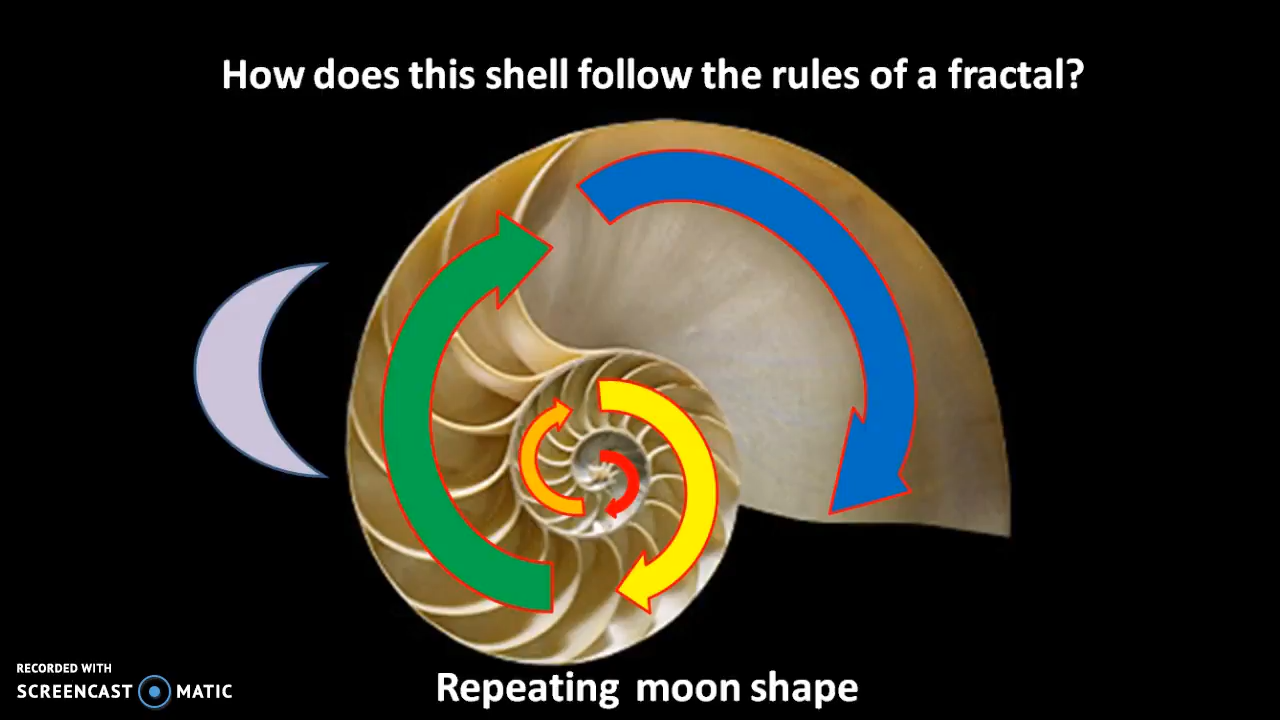 How does this shell follow the rules of a fractal?
RECORDED WITH
SCREENCAST MATIC
Repeating moon shape